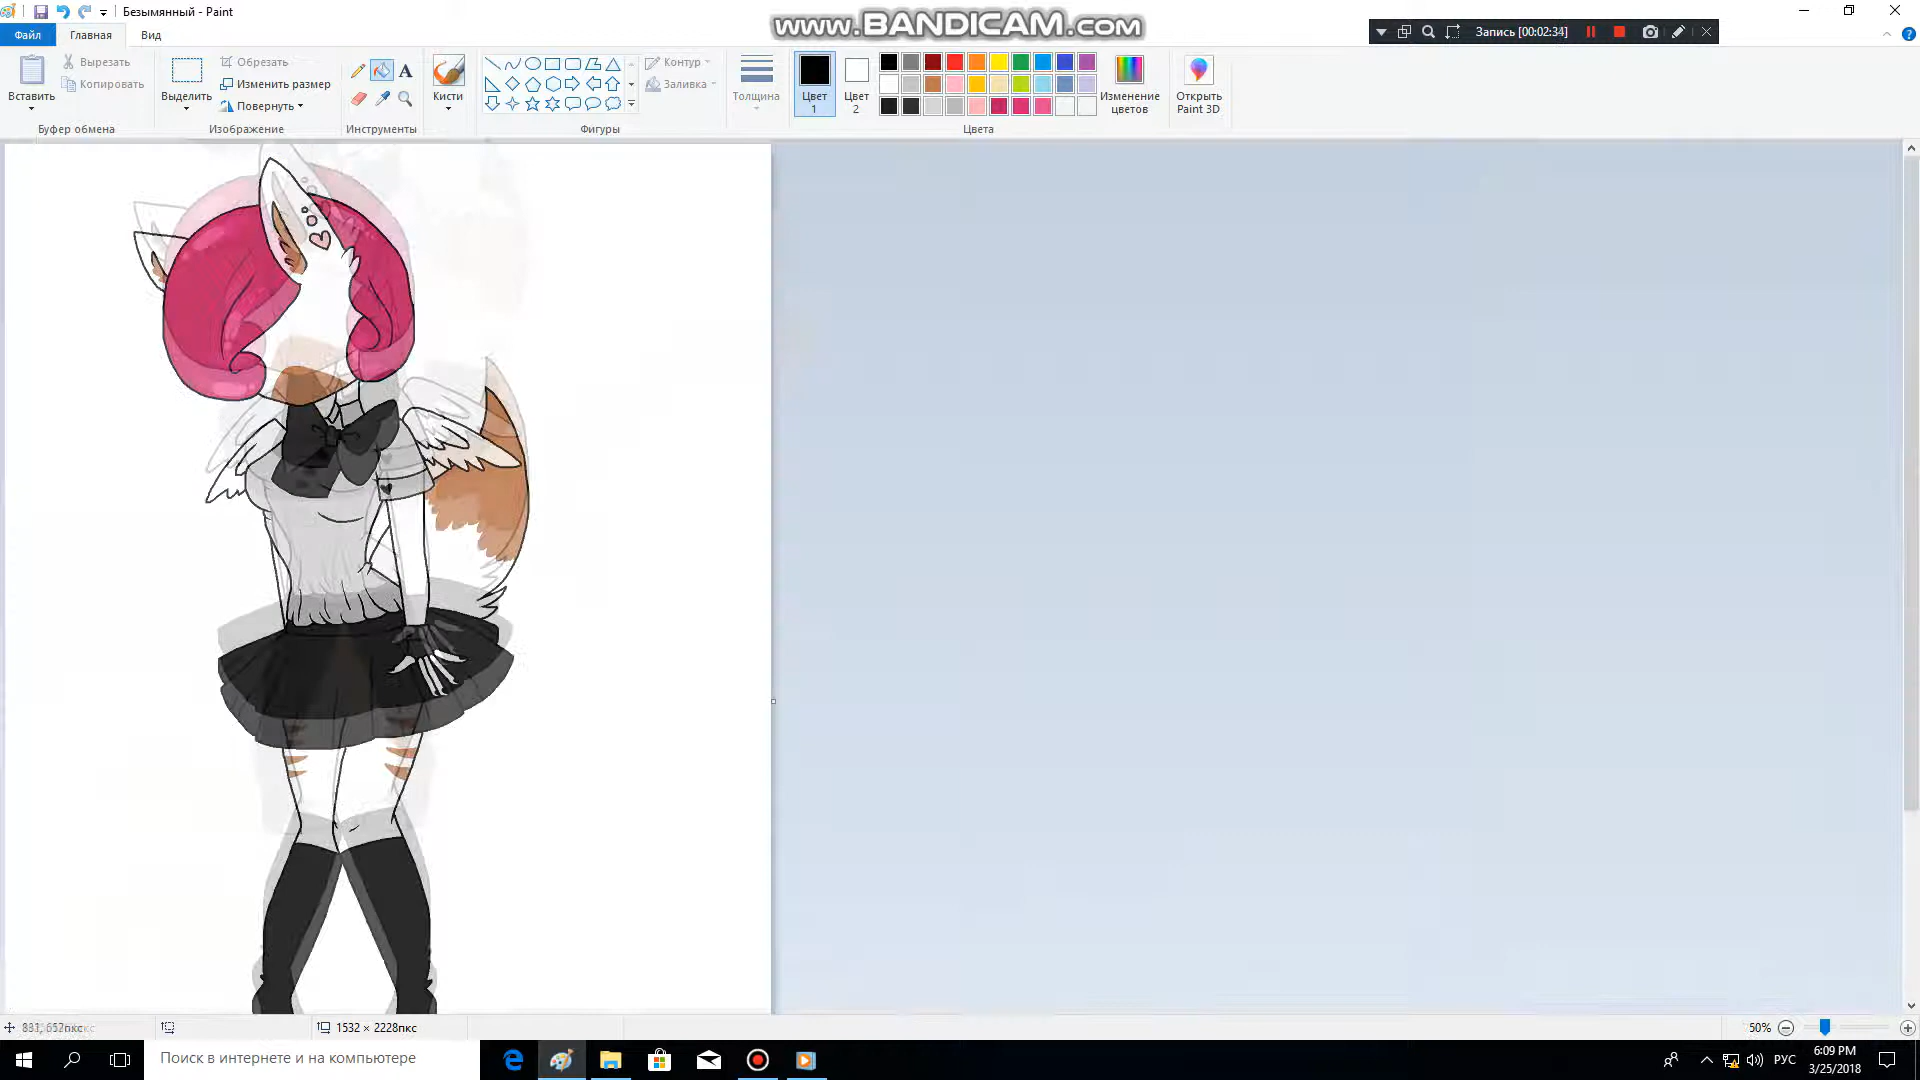 Безымянный - Paint
www.BANDICAM.com
Запись [00:02:34]
Файл
Главная
Вид
Вставить
Вырезать
Копировать
Буфер обмена
Выделить
Обрезать
Изменить размер
Повернуть
Изображение
A
Инструменты
Кисти
Контур
Заливка
Фигуры
Толщина
Цвет
1
Цвет
2
Изменение
цветов
Цвета
Открыть
Paint 3D
1532 × 2228пкс
50%
Поиск в интернете и на компьютере
РУС
6:09 PM
3/25/2018